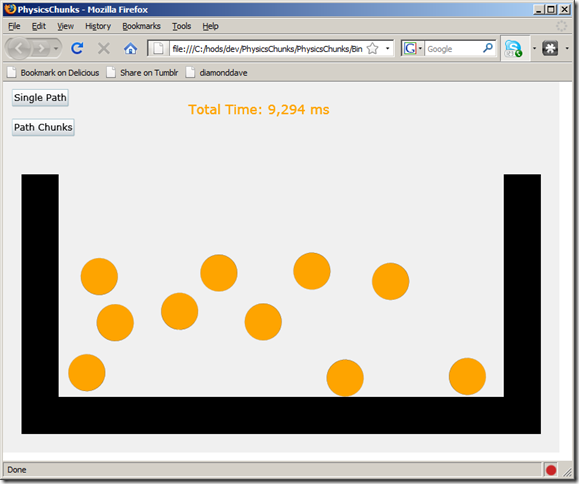 PhysicsChunks - Mozilla Firefox
File Edit View History Bookmarks Tools Help
file:///C:/hods/dev/PhysicsChunks/PhysicsChunks/Bin
G Google
Bookmark on Delicious Share on Tumblr diamonddave
Single Path
Total Time: 9,294 ms
Path Chunks
Done